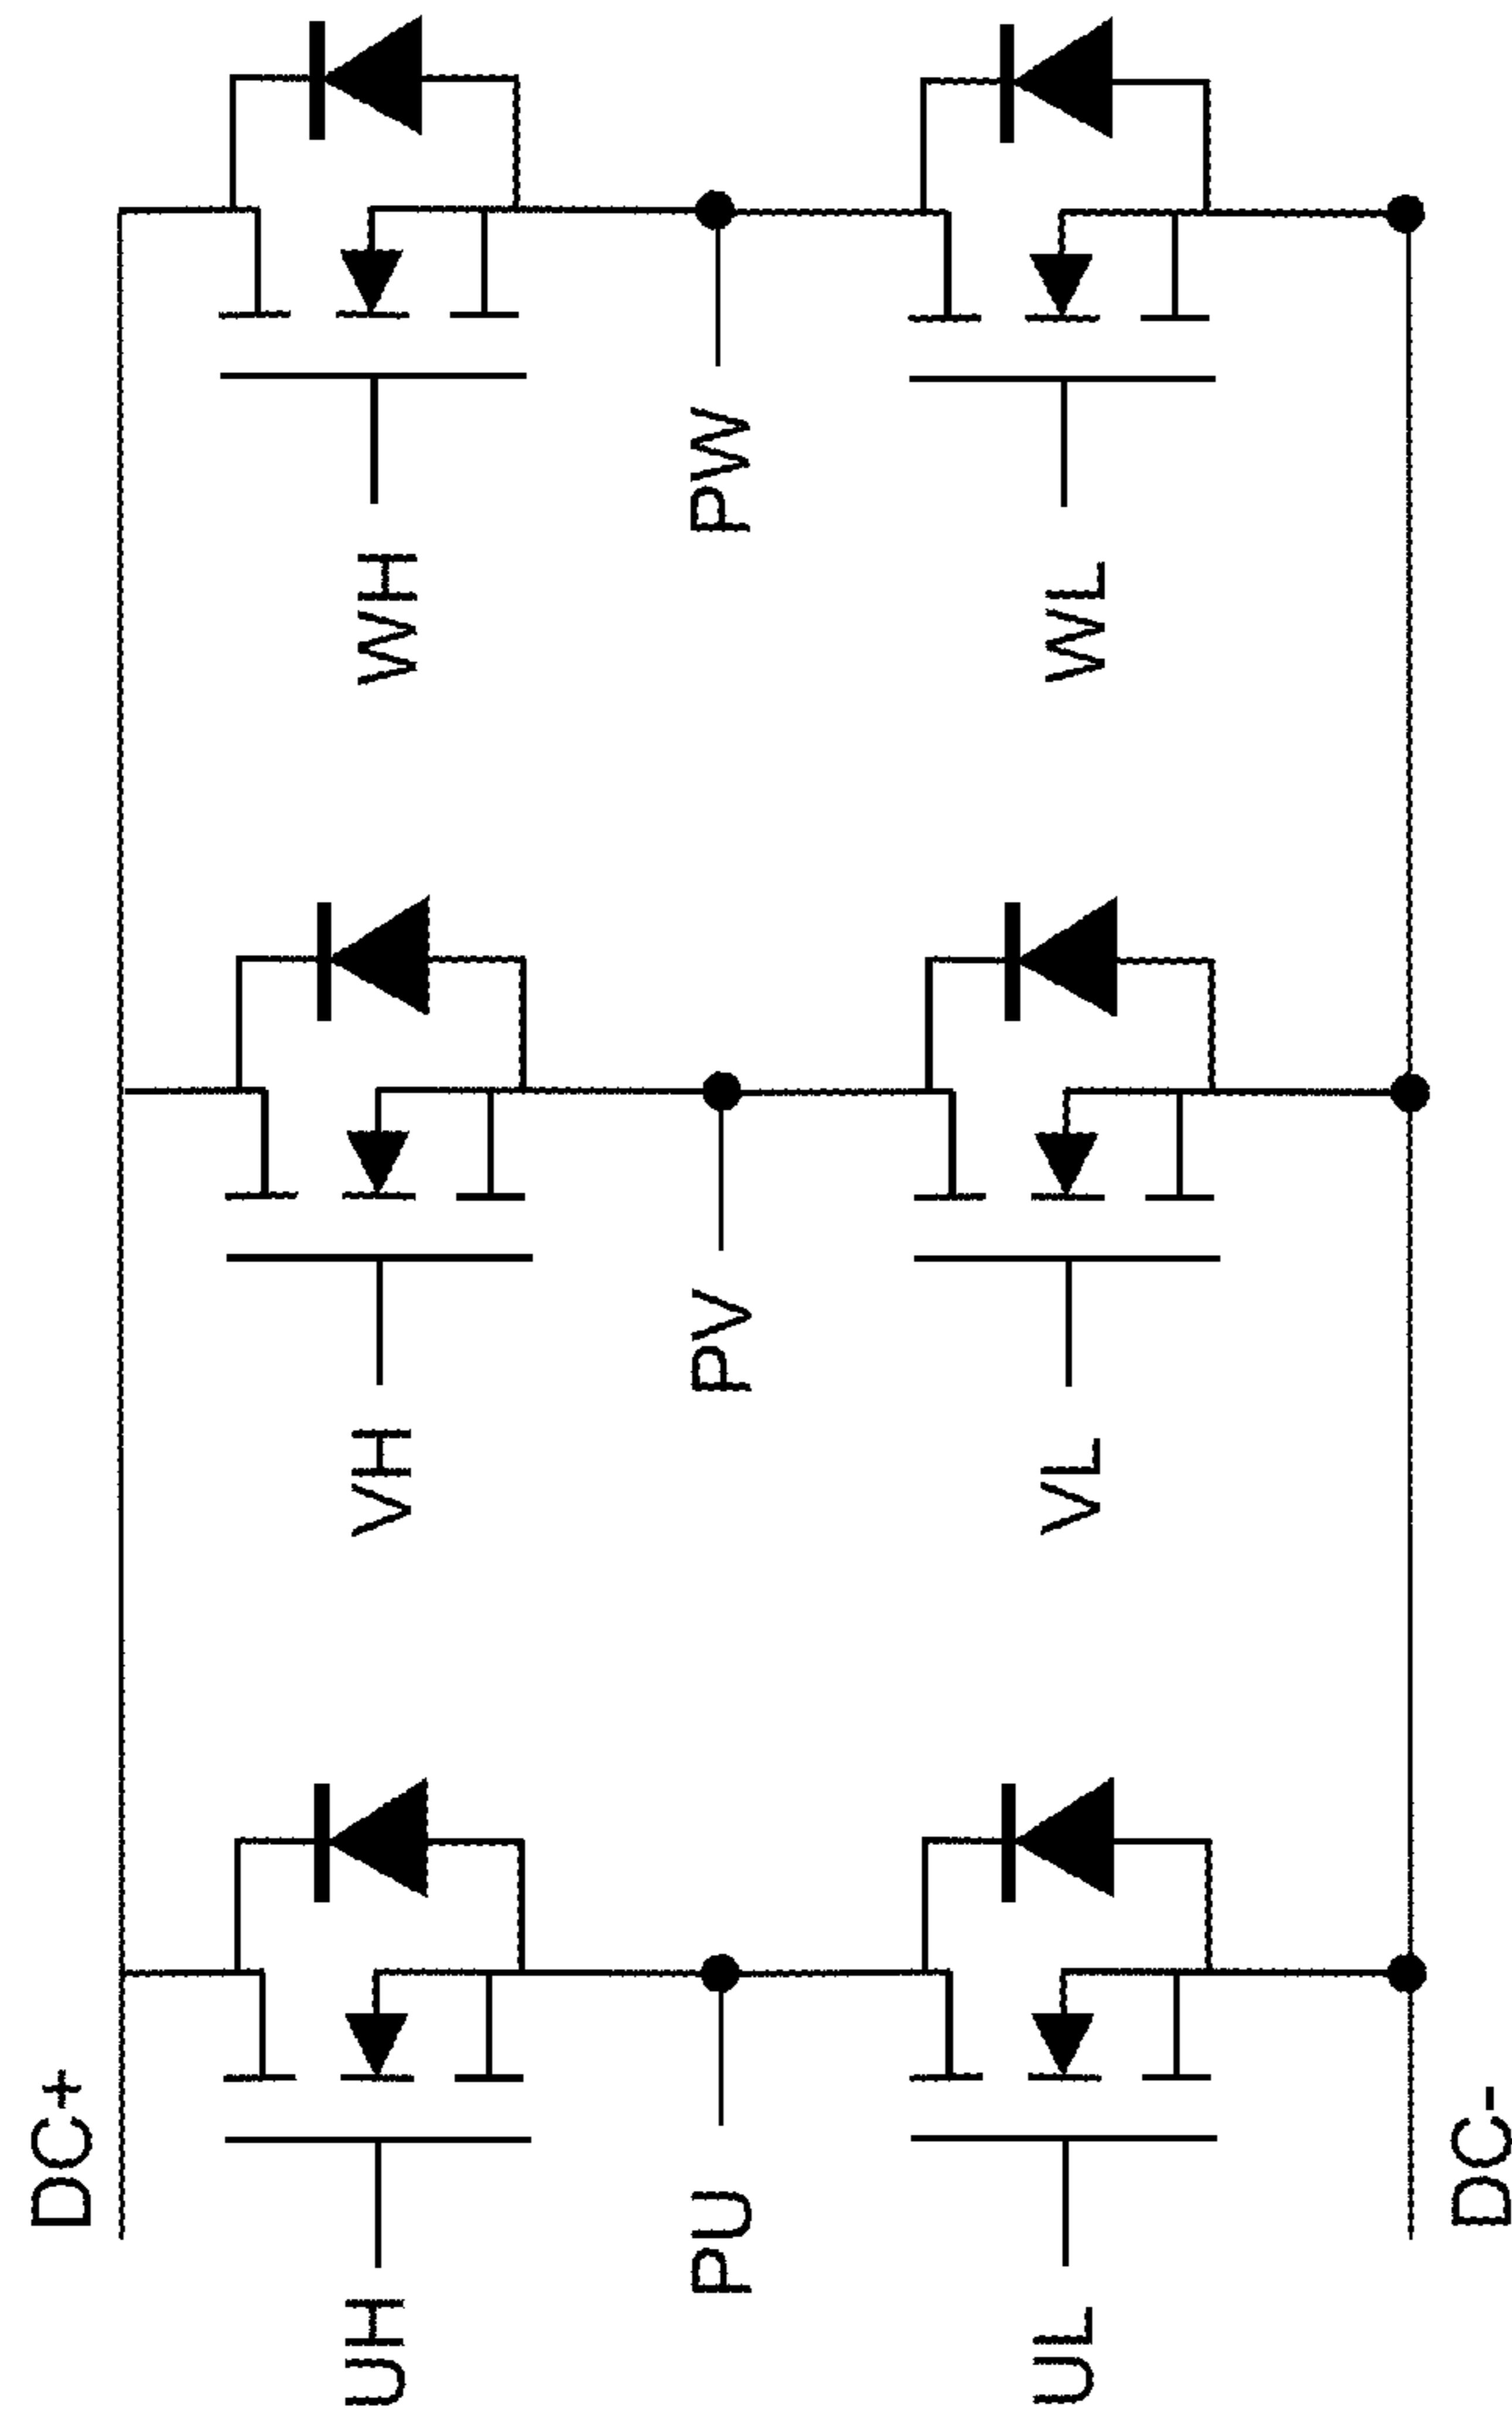 DC+
UH
VH
WH
PU
PV
PW
UL
VL
WL
DC-